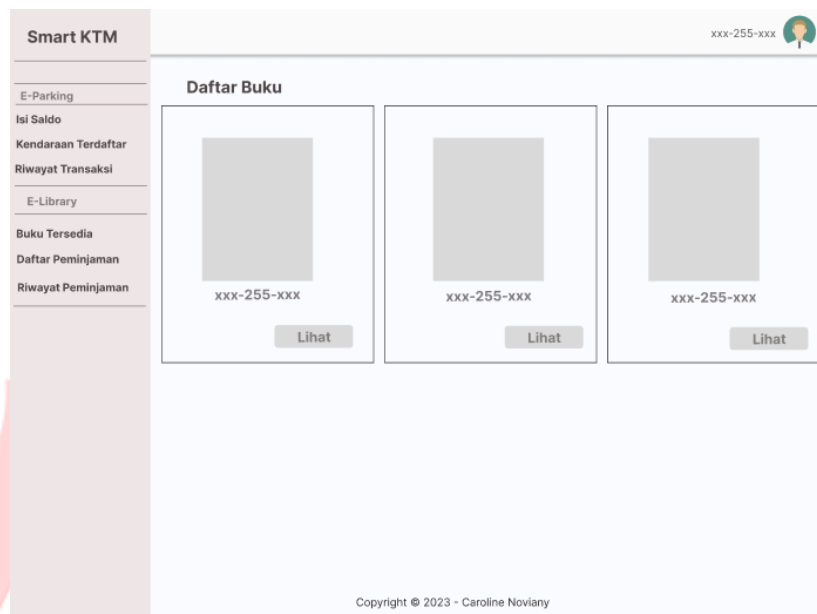 Smart KTM
xxx-255-xxx
E-Parking
Isi Saldo
Kendaraan Terdaftar
Riwayat Transaksi
E-Library
Buku Tersedia
Daftar Peminjaman
Riwayat Peminjaman
Daftar Buku
xxx-255-xxx
Lihat
xxx-255-xxx
Lihat
xxx-255-xxx
Lihat
Copyright © 2023 - Caroline Noviany